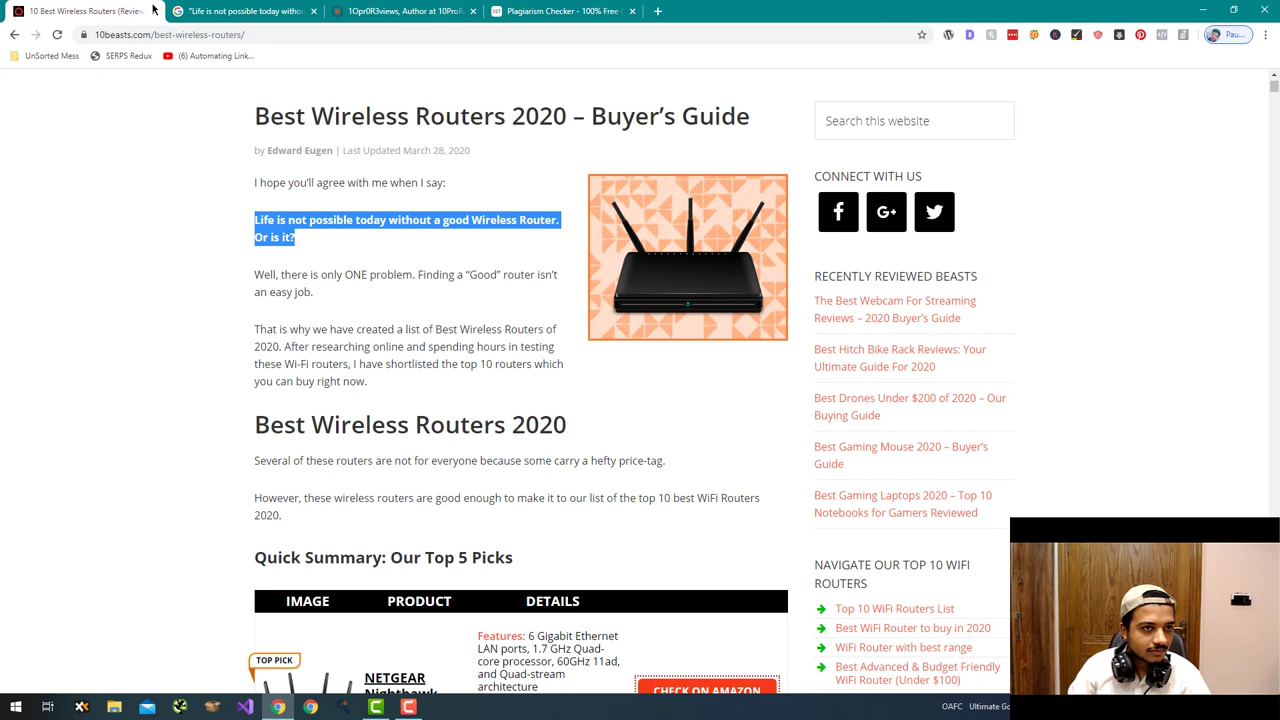 10 Best Wireless Routers (Review
"Life is not possible today withou
1Opr0R3views, Author at 10ProR
Plagiarism Checker - 100% Free O
10beasts.com/best-wireless-routers/
Pau...
UnSorted Mess
SERPS Redux
(6) Automating Link...
Best Wireless Routers 2020 – Buyer's Guide
by Edward Eugen | Last Updated March 28, 2020
I hope you'll agree with me when I say:
Life is not possible today without a good Wireless Router.
Or is it?
Well, there is only ONE problem. Finding a "Good" router isn't
an easy job.
That is why we have created a list of Best Wireless Routers of
2020. After researching online and spending hours in testing
these Wi-Fi routers, I have shortlisted the top 10 routers which
you can buy right now.
Best Wireless Routers 2020
Several of these routers are not for everyone because some carry a hefty price-tag.
However, these wireless routers are good enough to make it to our list of the top 10 best WiFi Routers
2020.
Quick Summary: Our Top 5 Picks
IMAGE PRODUCT DETAILS
TOP PICK
NETGEAR
Nighthawk
Features: 6 Gigabit Ethernet
LAN ports, 1.7 GHz Quad-
core processor, 60GHz 11ad,
and Quad-stream
architecture
CHECK ON AMAZON
Search this website
CONNECT WITH US
RECENTLY REVIEWED BEASTS
The Best Webcam For Streaming
Reviews – 2020 Buyer's Guide
Best Hitch Bike Rack Reviews: Your
Ultimate Guide For 2020
Best Drones Under $200 of 2020 – Our
Buying Guide
Best Gaming Mouse 2020 – Buyer's
Guide
Best Gaming Laptops 2020 – Top 10
Notebooks for Gamers Reviewed
NAVIGATE OUR TOP 10 WIFI
ROUTERS
Top 10 WiFi Routers List
Best WiFi Router to buy in 2020
WiFi Router with best range
Best Advanced & Budget Friendly
WiFi Router (Under $100)
OAFC Ultimate Go